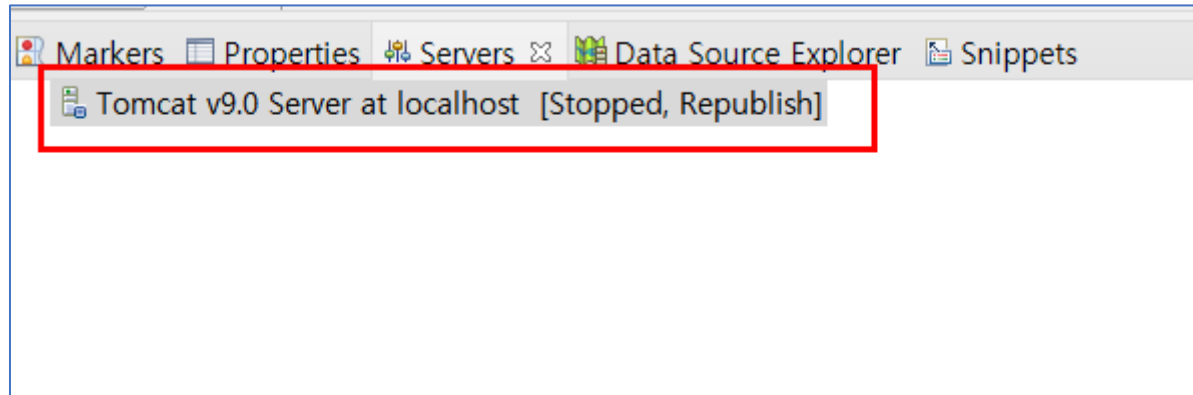 Markers Properties Servers Data Source Explorer Snippets
Tomcat v9.0 Server at localhost [Stopped, Republish]